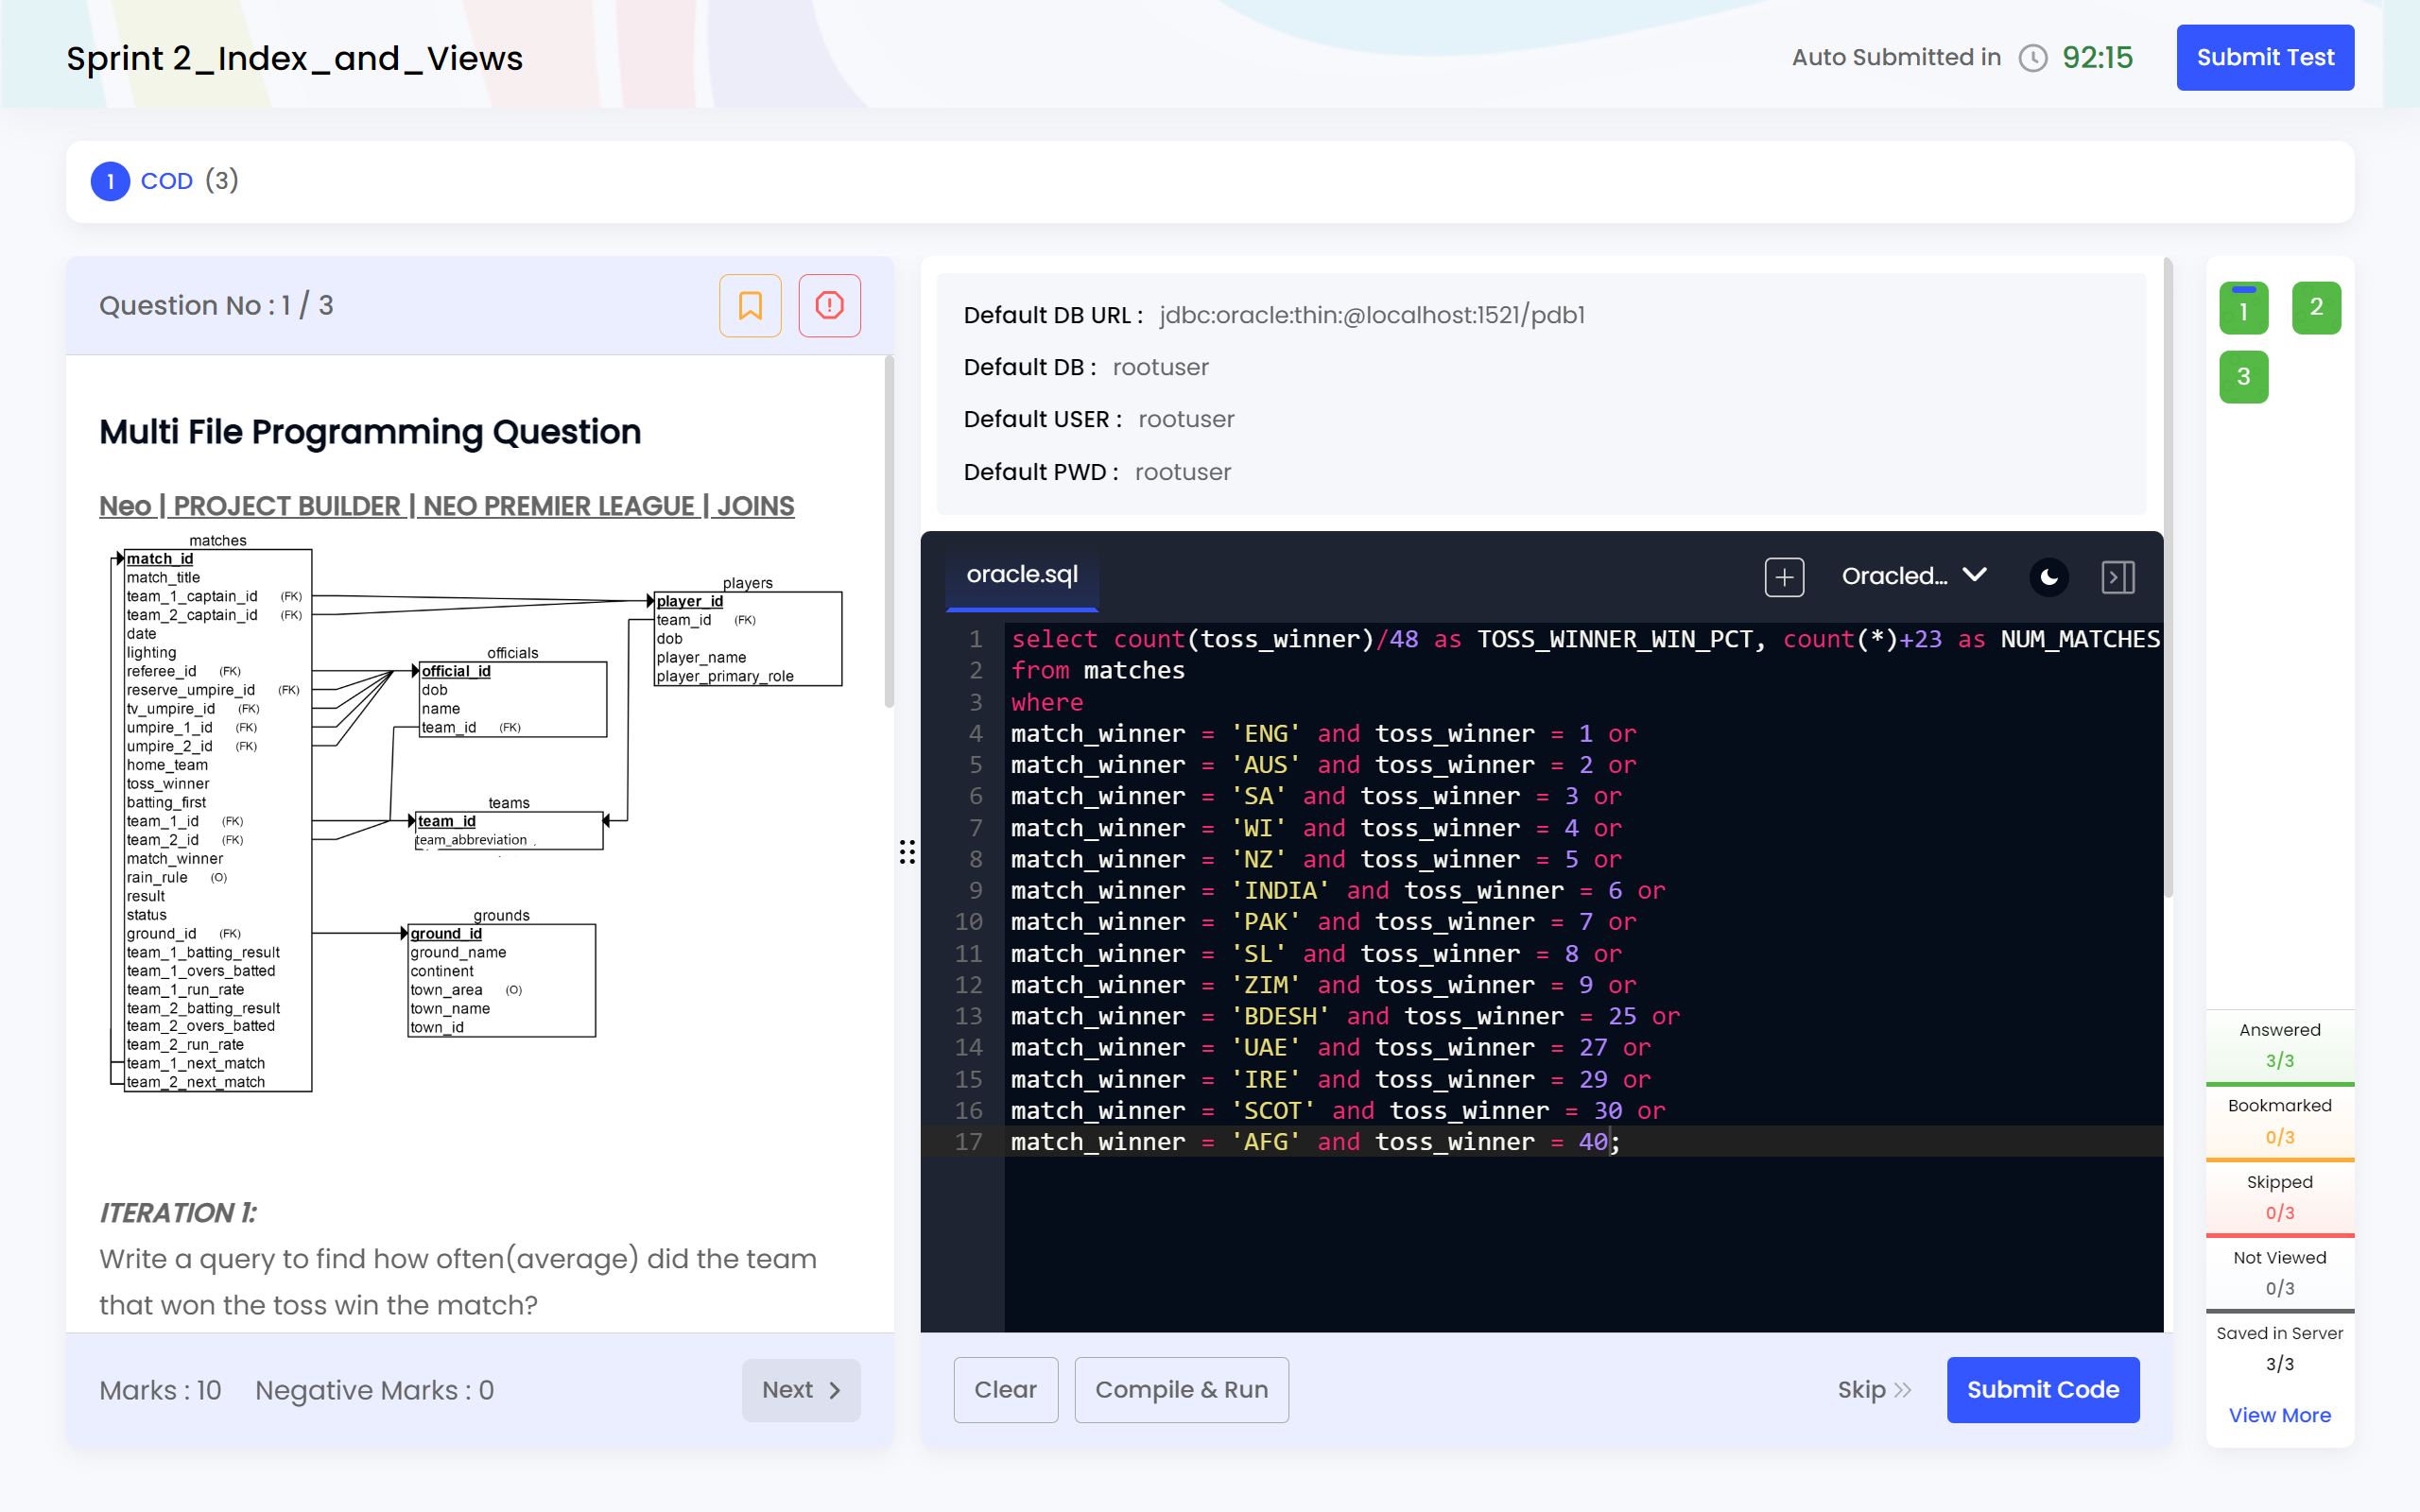 Sprint 2_Index_and_Views
Auto Submitted in 92:15
Submit Test
1 COD (3)
Question No : 1 / 3
Multi File Programming Question
Neo | PROJECT BUILDER | NEO PREMIER LEAGUE | JOINS
matches
match_id
match_title
team_1_captain_id (FK)
team_2_captain_id (FK)
date
lighting
referee_id (FK)
reserve_umpire_id (FK)
tv_umpire_id (FK)
umpire_1_id (FK)
umpire_2_id (FK)
home_team
toss_winner
batting_first
team_1_id (FK)
team_2_id (FK)
match_winner
rain_rule (O)
result
status
ground_id (FK)
team_1_batting_result
team_1_overs_batted
team_1_run_rate
team_2_batting_result
team_2_overs_batted
team_2_run_rate
team_1_next_match
team_2_next_match
players
player_id
team_id (FK)
dob
player_name
player_primary_role
officials
official_id
dob
name
team_id (FK)
teams
team_id
team_abbreviation
grounds
ground_id
ground_name
continent
town_area (O)
town_name
town_id
ITERATION 1:
Write a query to find how often(average) did the team
that won the toss win the match?
Marks : 10 Negative Marks : 0
Next
Default DB URL : jdbc:oracle:thin:@localhost:1521/pdb1
Default DB : rootuser
Default USER : rootuser
Default PWD : rootuser
oracle.sql
Oracled...
1 select count(toss_winner)/48 as TOSS_WINNER_WIN_PCT, count(*)+23 as NUM_MATCHES
2 from matches
3 where
4 match_winner = 'ENG' and toss_winner = 1 or
5 match_winner = 'AUS' and toss_winner = 2 or
6 match_winner = 'SA' and toss_winner = 3 or
7 match_winner = 'WI' and toss_winner = 4 or
8 match_winner = 'NZ' and toss_winner = 5 or
9 match_winner = 'INDIA' and toss_winner = 6 or
10 match_winner = 'PAK' and toss_winner = 7 or
11 match_winner = 'SL' and toss_winner = 8 or
12 match_winner = 'ZIM' and toss_winner = 9 or
13 match_winner = 'BDESH' and toss_winner = 25 or
14 match_winner = 'UAE' and toss_winner = 27 or
15 match_winner = 'IRE' and toss_winner = 29 or
16 match_winner = 'SCOT' and toss_winner = 30 or
17 match_winner = 'AFG' and toss_winner = 40;
Clear
Compile & Run
Skip
Submit Code
1 2
3
Answered
3/3
Bookmarked
0/3
Skipped
0/3
Not Viewed
0/3
Saved in Server
3/3
View More